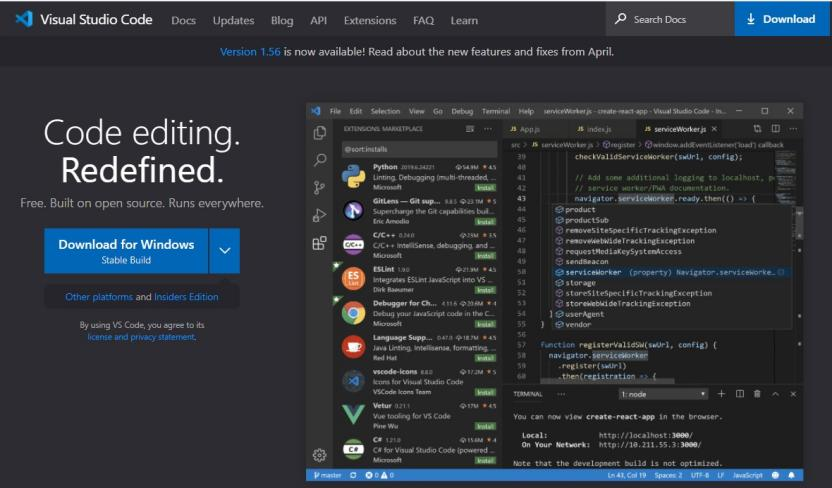 Visual Studio Code Docs Updates Blog API Extensions FAQ Learn Search Docs Download
Version 1.56 is now available! Read about the new features and fixes from April.
Code editing.
Redefined.
Free. Built on open source. Runs everywhere.
Download for Windows
Stable Build
Other platforms and Insiders Edition
By using VS Code, you agree to its
license and privacy statement.
File Edit Selection View Go Debug Terminal Help serviceWorker.js - create-react-app - Visual Studio Code - In...
EXTENSIONS: MARKETPLACE
@sort:installs
Python 2019.6.24221 54.9M 4.5
Linting, Debugging (multi-threaded, ...
Microsoft Install
GitLens — Git sup... 9.8.5 23.1M 5
Supercharge the Git capabilities buil...
Eric Amodio Install
C/C++ 0.24.0 23M 3.5
C/C++ IntelliSense, debugging, and ...
Microsoft Install
ESLint 1.9.0 21.9M 4.5
Integrates ESLint JavaScript into VS ...
Dirk Baeumer Install
Debugger for Ch... 4.11.6 20.6M 4
Debug your JavaScript code in the C...
Microsoft Install
Language Supp... 0.47.0 18.7M 4.5
Java Linting, Intellisense, formatting, ...
Red Hat Install
vscode-icons 8.8.0 17.2M 5
Icons for Visual Studio Code
VSCode Icons Team Install
Vetur 0.21.1 17M 4.5
Vue tooling for VS Code
Pine Wu Install
C# 1.21.0 15.6M 4
C# for Visual Studio Code (powered ...
Microsoft Install
JS App.js JS index.js JS serviceWorker.js
src > JS serviceWorker.js > register > window.addEventListener('load') callback
39 checkValidServiceWorker(swUrl, config);
40
41 // Add some additional logging to localhost,
42 // service worker/PWA documentation.
43 navigator.serviceWorker.ready.then(() => {
44 product
45 productSub
46 removeSiteSpecificTrackingException
47 removeWebWideTrackingException
48 requestMediaKeySystemAccess
49 sendBeacon
50 serviceWorker (property) Navigator.serviceWorke...
51 storage
52 storeSiteSpecificTrackingException
53 storeWebWideTrackingException
54 } userAgent
55 } vendor
56
57 function registerValidSW(swUrl, config) {
58 navigator.serviceWorker
59 .register(swUrl)
60 .then(registration => {
TERMINAL ... 1: node
You can now view create-react-app in the browser.
Local: http://localhost:3000/
On Your Network: http://10.211.55.3:3000/
Note that the development build is not optimized.
master 0 0 Ln 43, Col 19 Spaces: 2 UTF-8 LF JavaScript